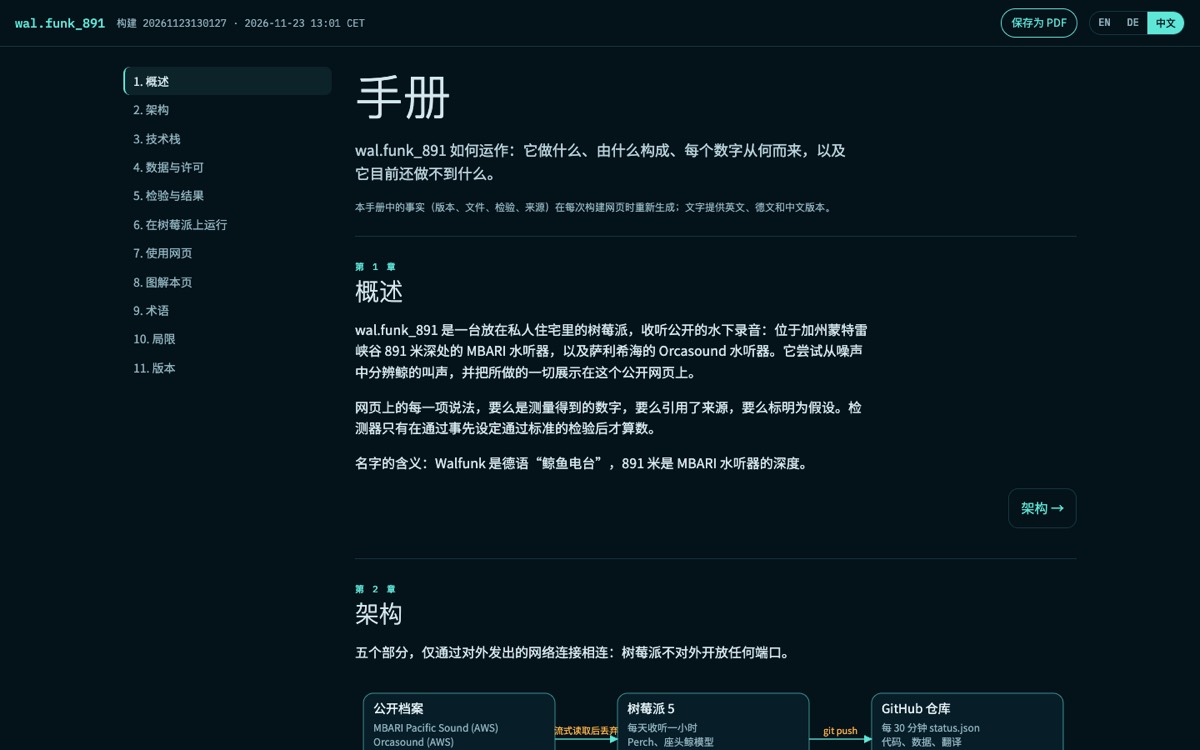 wal.funk_891 构建 20261123130127 · 2026-11-23 13:01 CET
保存为 PDF
EN DE 中文
1. 概述
2. 架构
3. 技术栈
4. 数据与许可
5. 检验与结果
6. 在树莓派上运行
7. 使用网页
8. 图解本页
9. 术语
10. 局限
11. 版本
手册
wal.funk_891 如何运作：它做什么、由什么构成、每个数字从何而来，以及
它目前还做不到什么。
本手册中的事实（版本、文件、检验、来源）在每次构建网页时重新生成；文字提供英文、德文和中文版本。
第 1 章
概述
wal.funk_891 是一台放在私人住宅里的树莓派，收听公开的水下录音：位于加州蒙特雷
峡谷 891 米深处的 MBARI 水听器，以及萨利希海的 Orcasound 水听器。它尝试从噪声
中分辨鲸的叫声，并把所做的一切展示在这个公开网页上。
网页上的每一项说法，要么是测量得到的数字，要么引用了来源，要么标明为假设。检
测器只有在通过事先设定通过标准的检验后才算数。
名字的含义：Walfunk 是德语“鲸鱼电台”，891 米是 MBARI 水听器的深度。
架构 →
第 2 章
架构
五个部分，仅通过对外发出的网络连接相连：树莓派不对外开放任何端口。
公开档案
MBARI Pacific Sound (AWS)
Orcasound (AWS)
流式读取后丢弃
树莓派 5
每天收听一小时
Perch、座头鲸模型
git push
GitHub 仓库
每 30 分钟 status.json
代码、数据、翻译